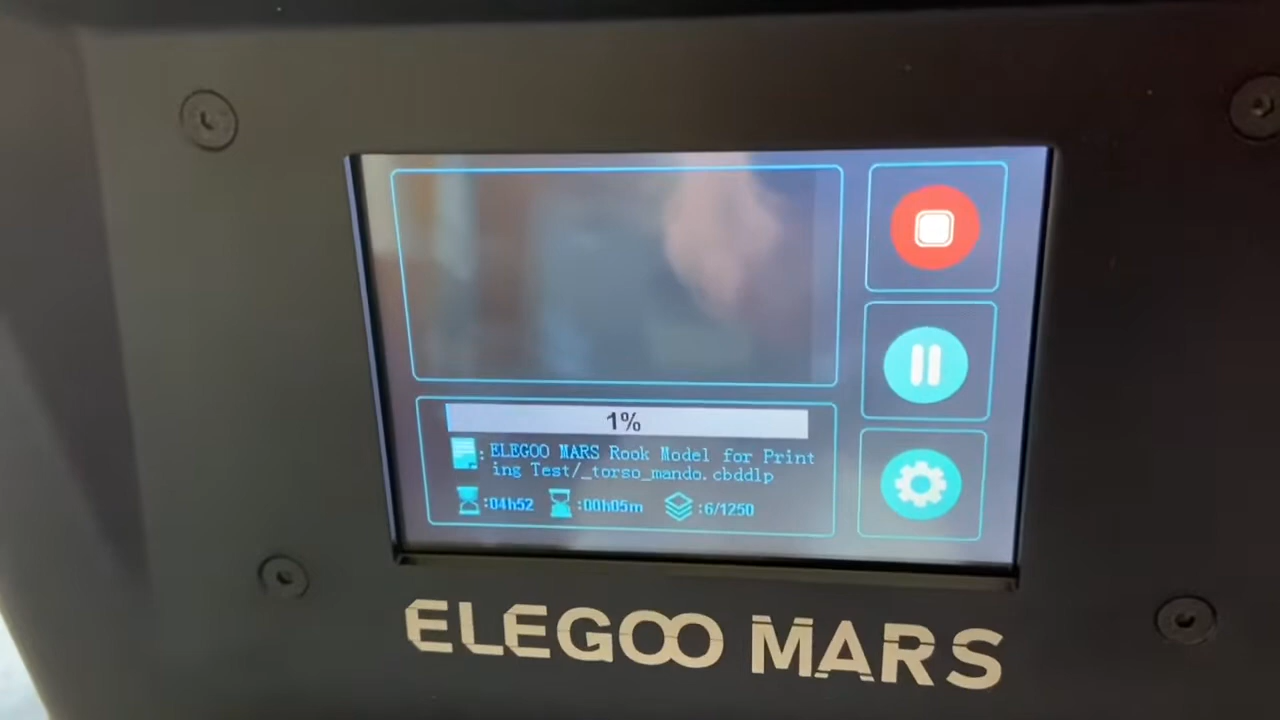 1%
: ELEGOO MARS Rook Model for Print
ing Test/_torso_mando.cbddlp
:04h52 :00h05m :6/1250
ELEGOO MARS